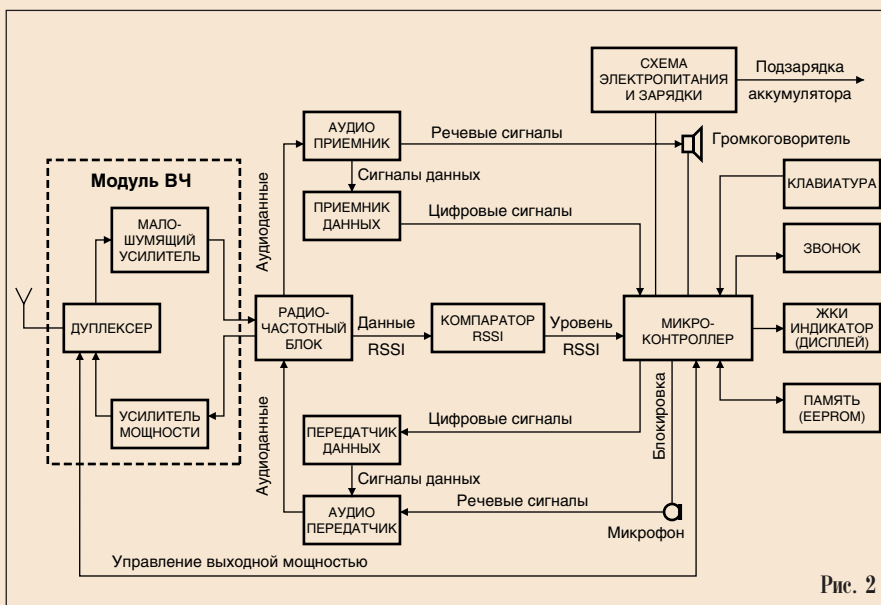 СХЕМА
ЭЛЕКТРОПИТАНИЯ
И ЗАРЯДКИ
Подзарядка
аккумулятора
АУДИО
ПРИЕМНИК
Речевые сигналы
Громкоговоритель
Сигналы данных
Модуль ВЧ
ПРИЕМНИК
ДАННЫХ
Цифровые сигналы
КЛАВИАТУРА
МАЛО-
ШУМЯЩИЙ
УСИЛИТЕЛЬ
Аудиоданные
ЗВОНОК
ДУПЛЕКСЕР
РАДИО-
ЧАСТОТНЫЙ
БЛОК
Данные
RSSI
КОМПАРАТОР
RSSI
Уровень
RSSI
МИКРО-
КОНТРОЛЛЕР
ЖКИ
ИНДИКАТОР
(ДИСПЛЕЙ)
УСИЛИТЕЛЬ
МОЩНОСТИ
Аудиоданные
ПЕРЕДАТЧИК
ДАННЫХ
Цифровые сигналы
Блокировка
ПАМЯТЬ
(EEPROM)
Сигналы данных
АУДИО
ПЕРЕДАТЧИК
Речевые сигналы
Микрофон
Управление выходной мощностью
Рис. 2